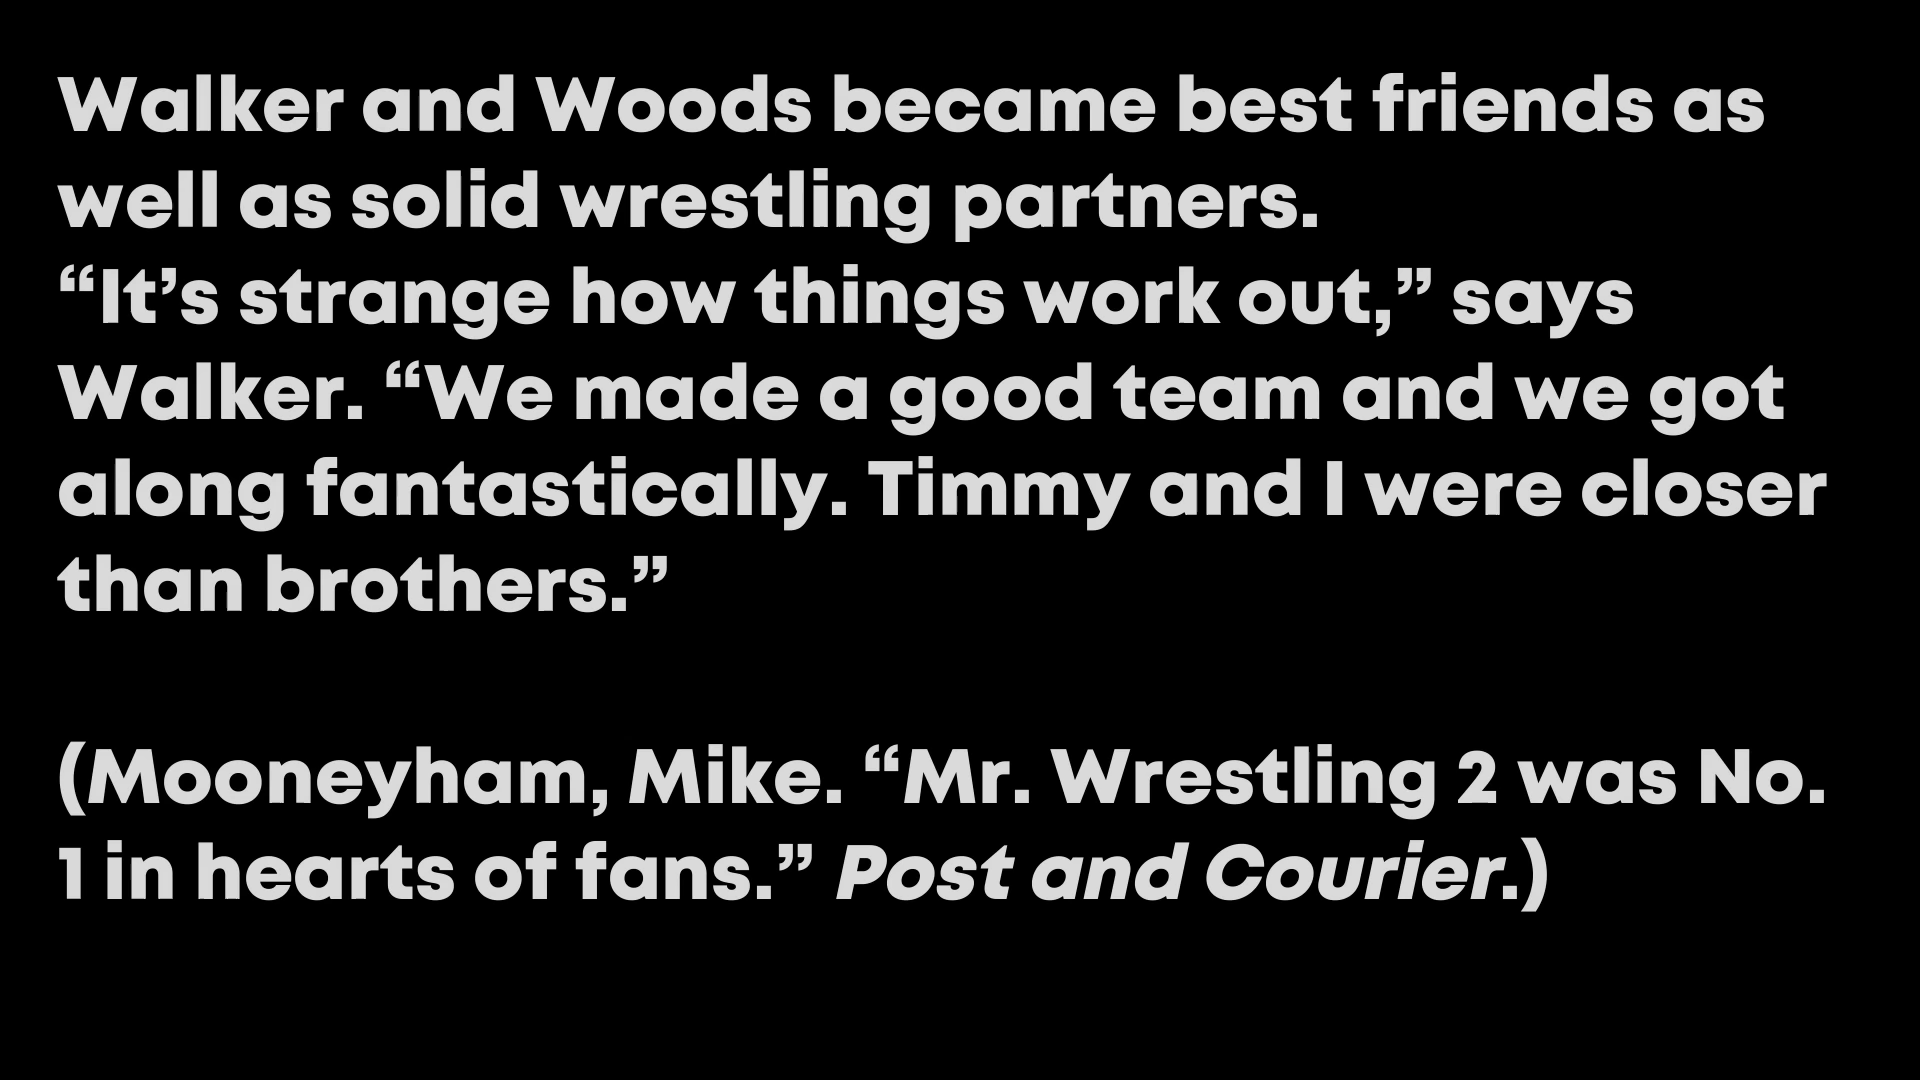 Walker and Woods became best friends as
well as solid wrestling partners.
“It’s strange how things work out,” says
Walker. “We made a good team and we got
along fantastically. Timmy and I were closer
than brothers.”
(Mooneyham, Mike. “Mr. Wrestling 2 was No.
1 in hearts of fans.” Post and Courier.)